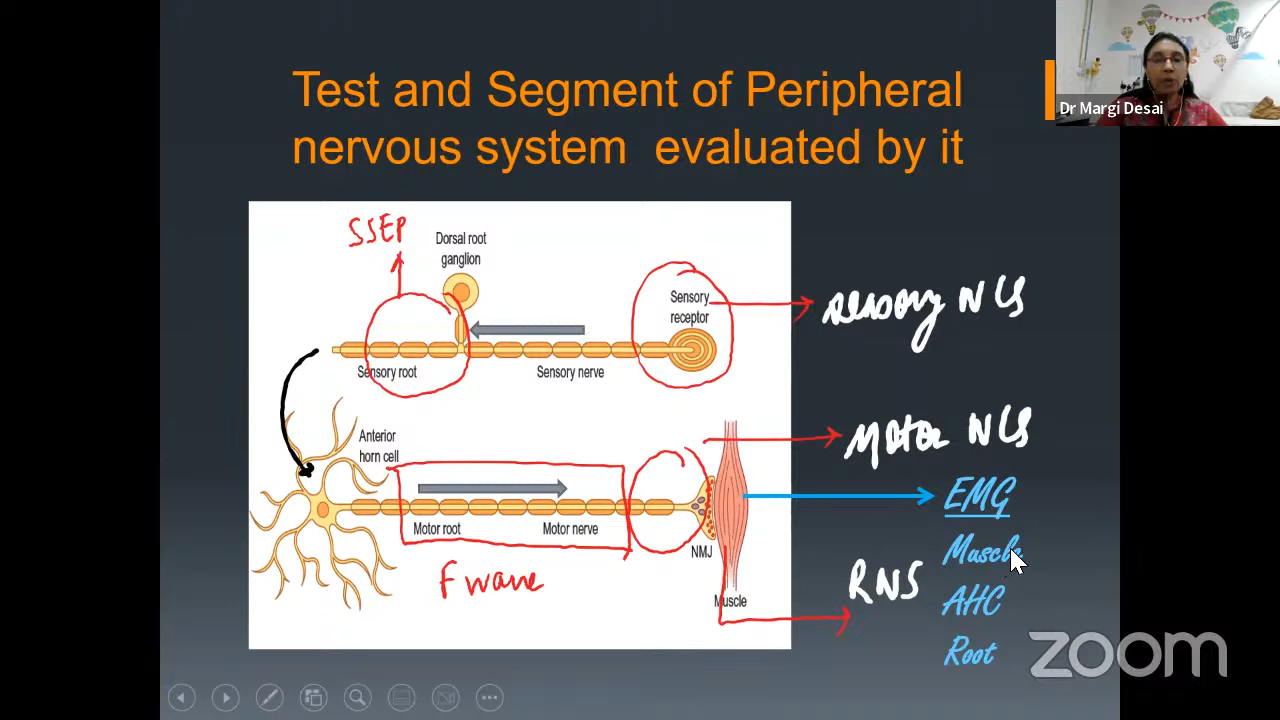 Test and Segment of Peripheral
nervous system evaluated by it
Dr Margi Desai
SSEP
Dorsal root
ganglion
Sensory
receptor
sensory NCS
Sensory root
Sensory nerve
Anterior
horn cell
Motor NCS
EMG
Motor root
Motor nerve
NMJ
Muscle
F wave
RNS
Muscle
AHC
Root
zoom